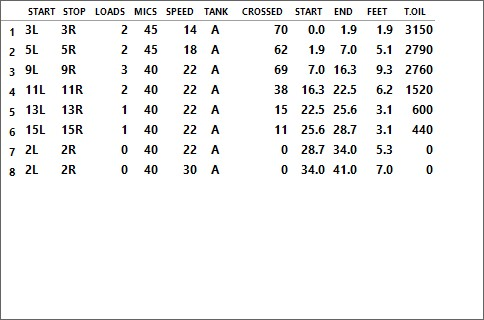 START STOP LOADS MICS SPEED TANK CROSSED START END FEET T.OIL
1 3L 3R 2 45 14 A 70 0.0 1.9 1.9 3150
2 5L 5R 2 45 18 A 62 1.9 7.0 5.1 2790
3 9L 9R 3 40 22 A 69 7.0 16.3 9.3 2760
4 11L 11R 2 40 22 A 38 16.3 22.5 6.2 1520
5 13L 13R 1 40 22 A 15 22.5 25.6 3.1 600
6 15L 15R 1 40 22 A 11 25.6 28.7 3.1 440
7 2L 2R 0 40 22 A 0 28.7 34.0 5.3 0
8 2L 2R 0 40 30 A 0 34.0 41.0 7.0 0